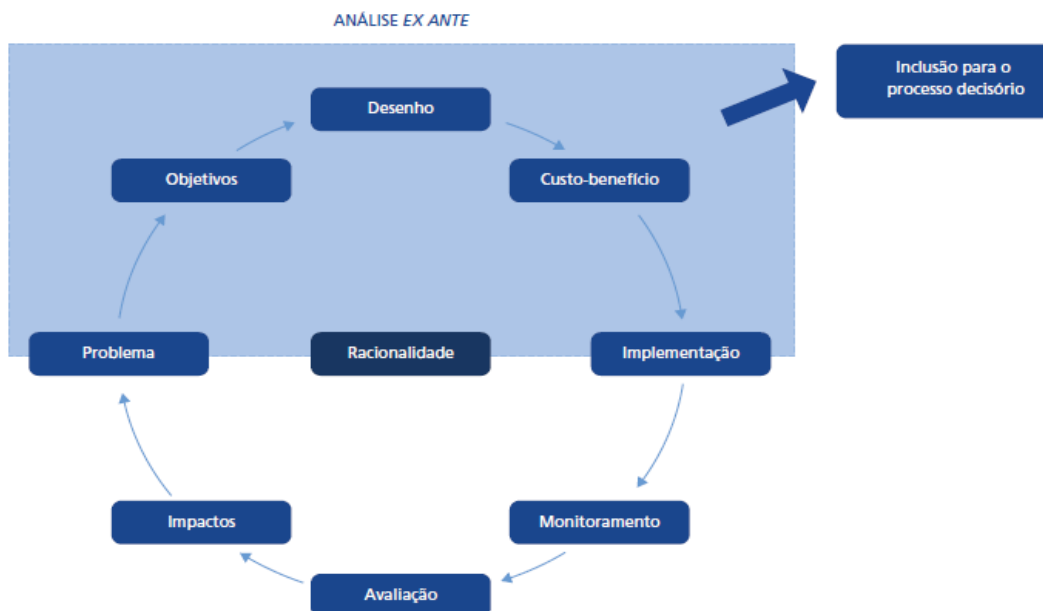 ANÁLISE EX ANTE
Inclusão para o
processo decisório
Desenho
Objetivos
Custo-benefício
Problema
Racionalidade
Implementação
Impactos
Monitoramento
Avaliação